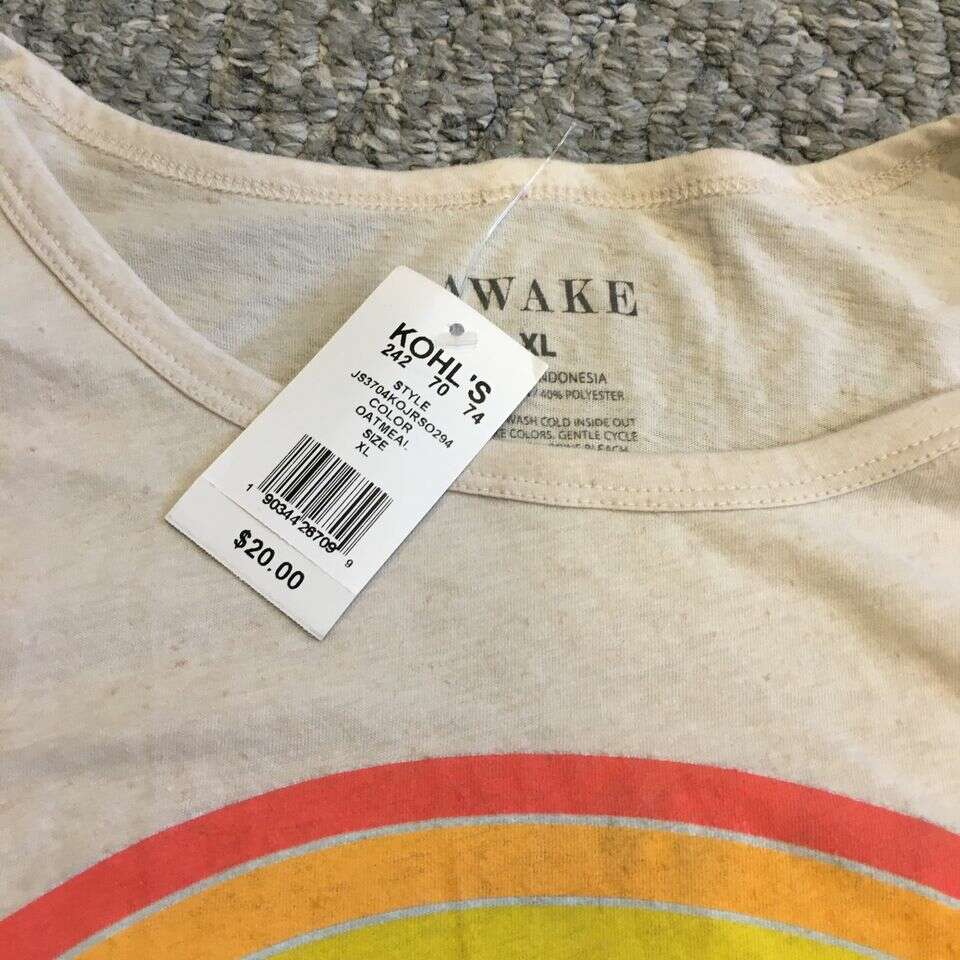 AWAKE
XL
INDONESIA
40% POLYESTER
WASH COLD INSIDE OUT
COLORS. GENTLE CYCLE
KOHL'S
242 70 74
STYLE
JS3704KOJRSO294
COLOR
OATMEAL
SIZE
XL
1 90344 26709 9
$20.00